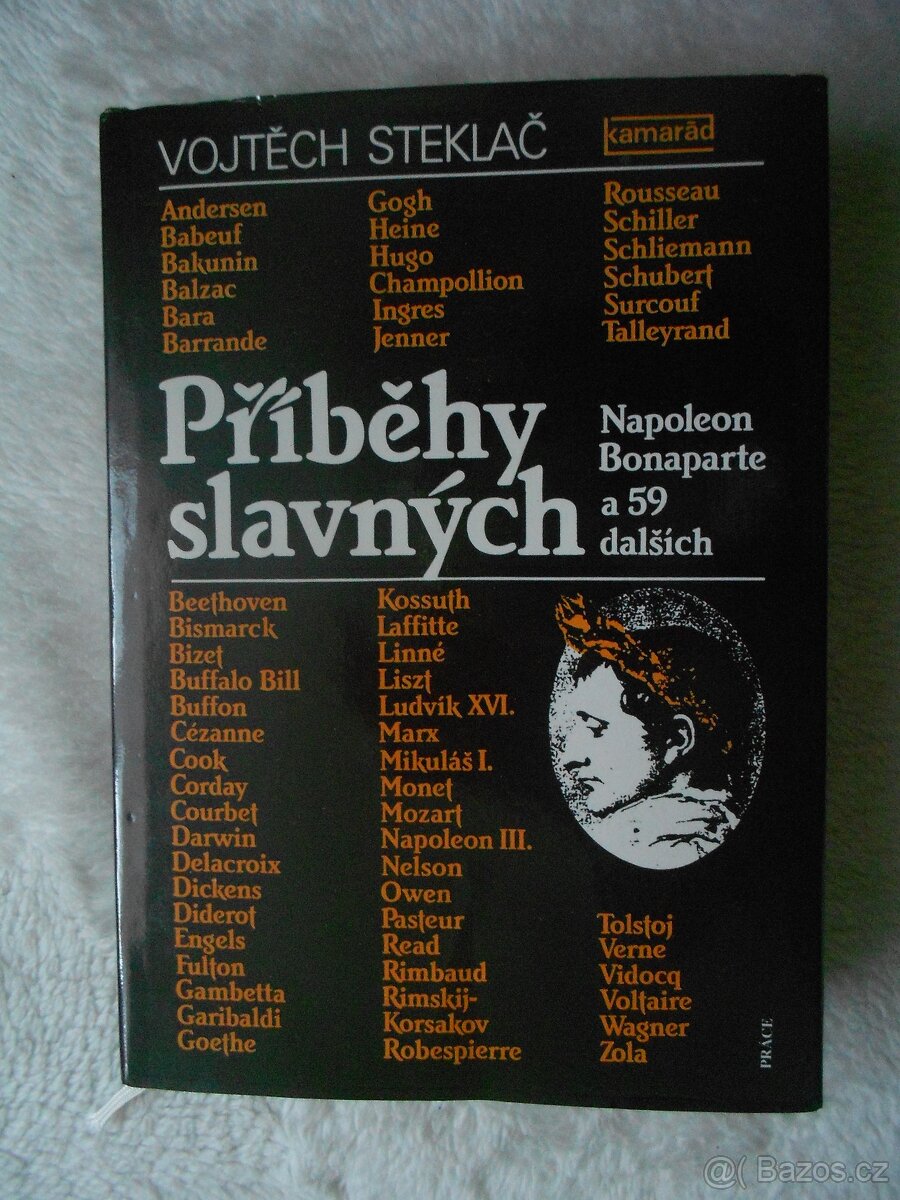 VOJTĚCH STEKLAČ
kamarād
Andersen
Babeuf
Bakunin
Balzac
Bara
Barrande
Gogh
Heine
Hugo
Champollion
Ingres
Jenner
Rousseau
Schiller
Schliemann
Schubert
Surcouf
Talleyrand
Příběhy
slavných
Napoleon
Bonaparte
a 59
dalších
Beethoven
Bismarck
Bizet
Buffalo Bill
Buffon
Cézanne
Cook
Corday
Courbet
Darwin
Delacroix
Dickens
Diderot
Engels
Fulton
Gambetta
Garibaldi
Goethe
Kossuth
Laffitte
Linné
Liszt
Ludvík XVI.
Marx
Mikuláš I.
Monet
Mozart
Napoleon III.
Nelson
Owen
Pasteur
Read
Rimbaud
Rimskij-
Korsakov
Robespierre
Tolstoj
Verne
Vidocq
Voltaire
Wagner
Zola
PRÁCE
@( Bazos.cz